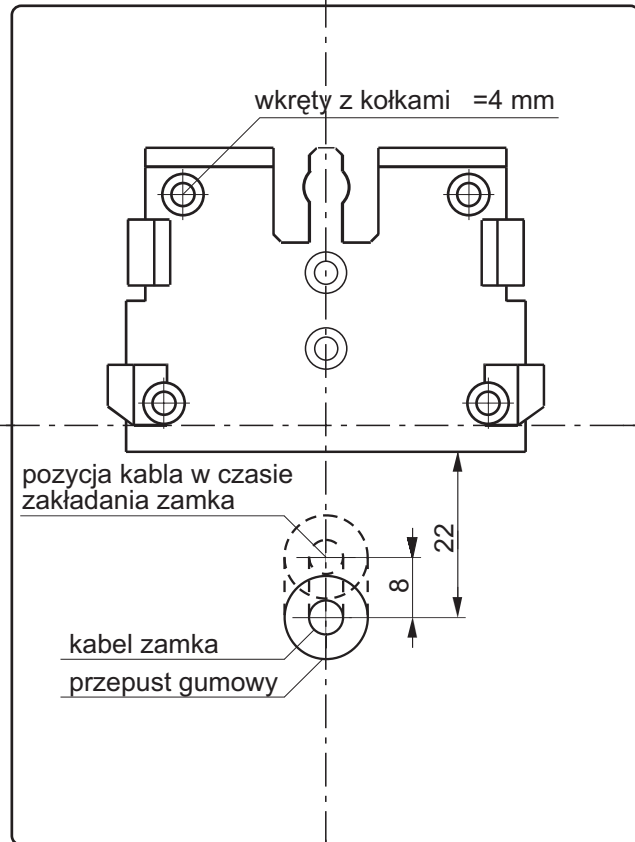 wkręty z kołkami =4 mm
pozycja kabla w czasie
zakładania zamka
22
8
kabel zamka
przepust gumowy